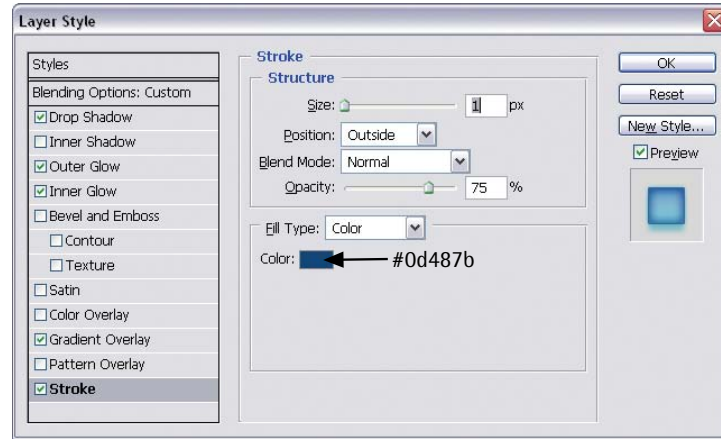 Layer Style
Styles
Blending Options: Custom
Drop Shadow
Inner Shadow
Outer Glow
Inner Glow
Bevel and Emboss
Contour
Texture
Satin
Color Overlay
Gradient Overlay
Pattern Overlay
Stroke
Stroke
Structure
Size: 1 px
Position: Outside
Blend Mode: Normal
Opacity: 75 %
Fill Type: Color
Color: #0d487b
OK
Reset
New Style...
Preview